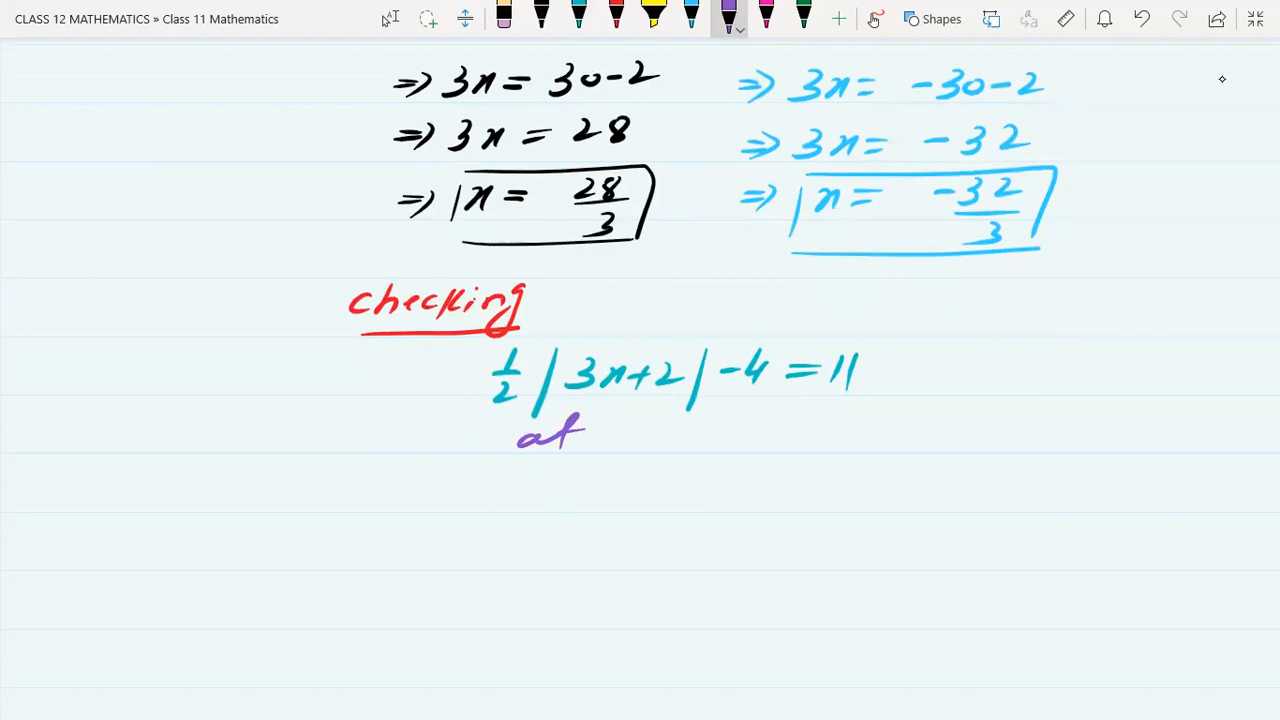 CLASS 12 MATHEMATICS » Class 11 Mathematics
Shapes
⇒ 3x = 30-2
⇒ 3x = 28
⇒ x = 28/3
⇒ 3x = -30-2
⇒ 3x = -32
⇒ x = -32/3
checking
1/2 |3x+2| -4 = 11
at